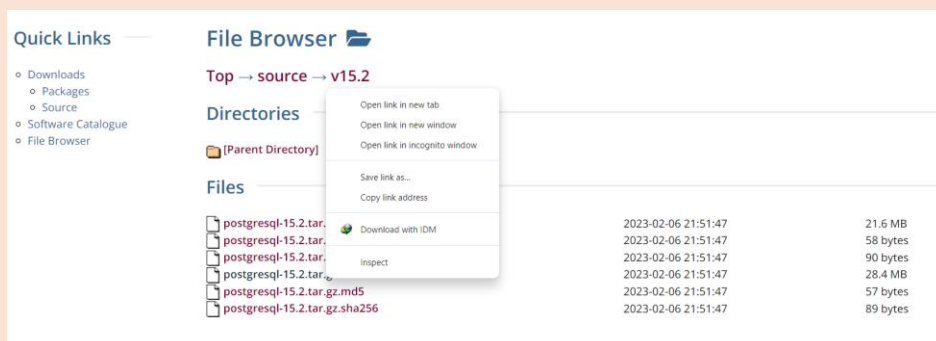 Quick Links
Downloads
Packages
Source
Software Catalogue
File Browser
File Browser
Top → source → v15.2
Directories
[Parent Directory]
Files
postgresql-15.2.tar. 2023-02-06 21:51:47 21.6 MB
postgresql-15.2.tar. 2023-02-06 21:51:47 58 bytes
postgresql-15.2.tar. 2023-02-06 21:51:47 90 bytes
postgresql-15.2.tar.g 2023-02-06 21:51:47 28.4 MB
postgresql-15.2.tar.gz.md5 2023-02-06 21:51:47 57 bytes
postgresql-15.2.tar.gz.sha256 2023-02-06 21:51:47 89 bytes
Open link in new tab
Open link in new window
Open link in incognito window
Save link as...
Copy link address
Download with IDM
Inspect